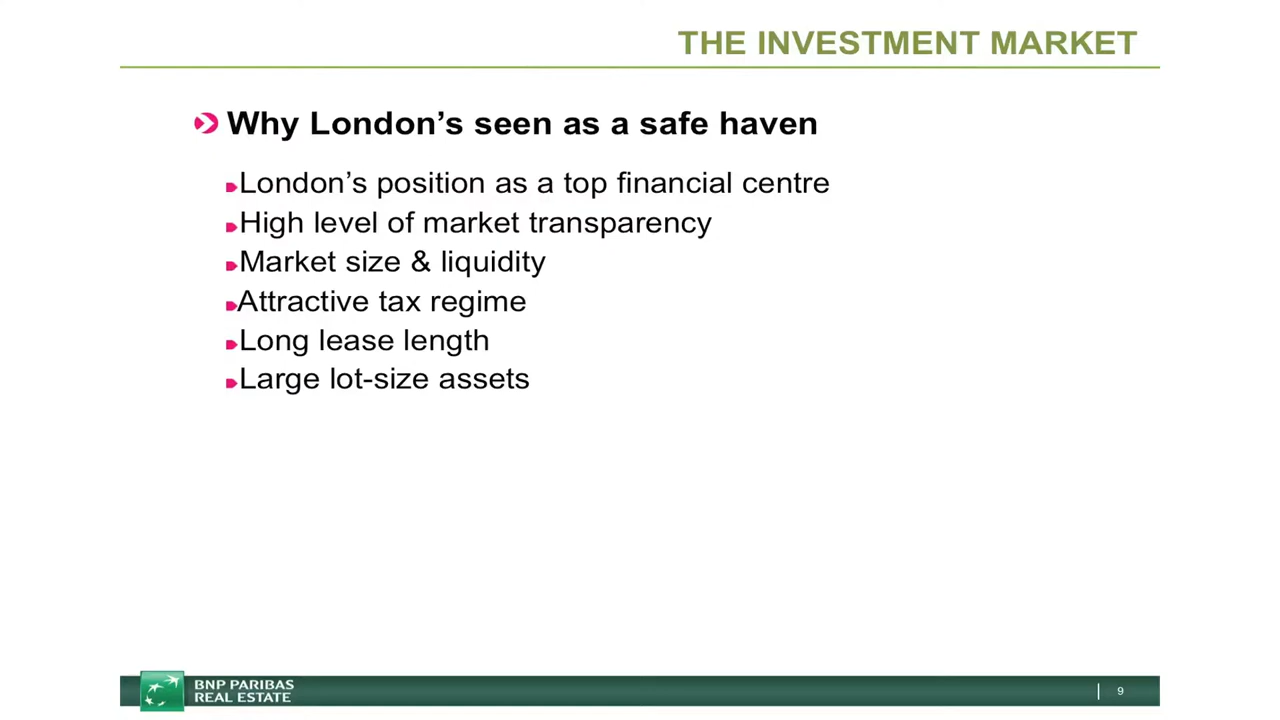 THE INVESTMENT MARKET
Why London’s seen as a safe haven
London’s position as a top financial centre
High level of market transparency
Market size & liquidity
Attractive tax regime
Long lease length
Large lot-size assets
BNP PARIBAS
REAL ESTATE
9